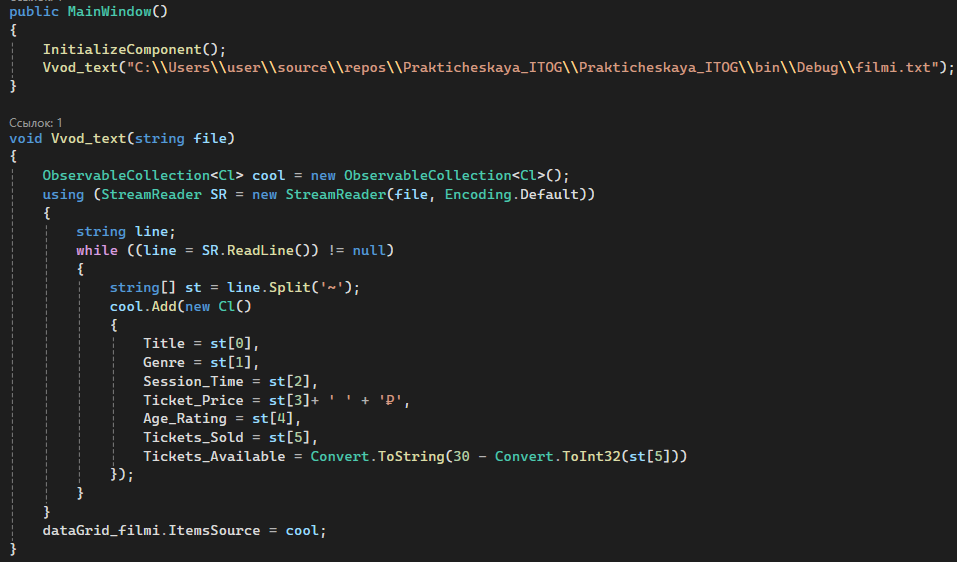 public MainWindow()
{
InitializeComponent();
Vvod_text("C:\\Users\\user\\source\\repos\\Prakticheskaya_ITOG\\Prakticheskaya_ITOG\\bin\\Debug\\filmi.txt");
}
Ссылок: 1
void Vvod_text(string file)
{
ObservableCollection<Cl> cool = new ObservableCollection<Cl>();
using (StreamReader SR = new StreamReader(file, Encoding.Default))
{
string line;
while ((line = SR.ReadLine()) != null)
{
string[] st = line.Split('~');
cool.Add(new Cl()
{
Title = st[0],
Genre = st[1],
Session_Time = st[2],
Ticket_Price = st[3]+ ' ' + '₽',
Age_Rating = st[4],
Tickets_Sold = st[5],
Tickets_Available = Convert.ToString(30 - Convert.ToInt32(st[5]))
});
}
}
dataGrid_filmi.ItemsSource = cool;
}